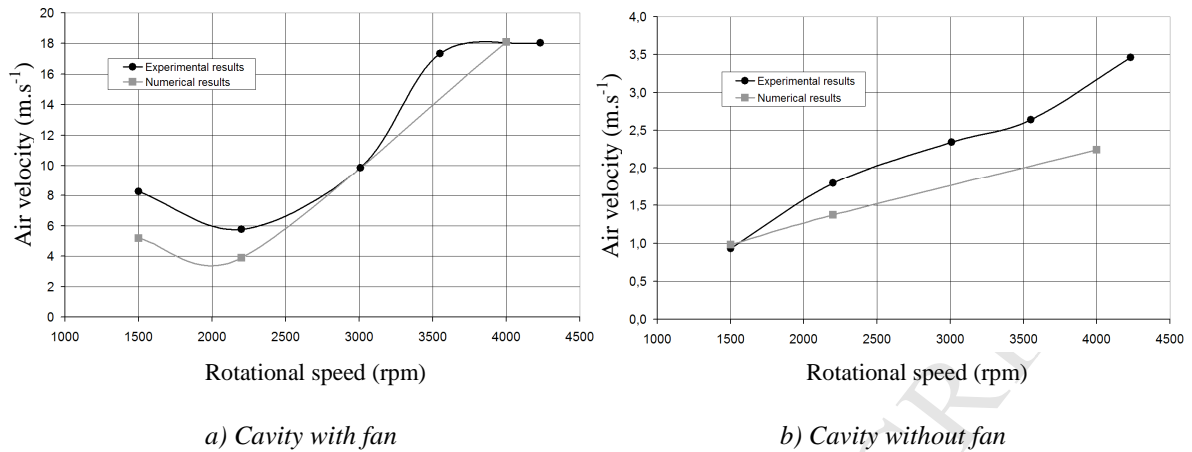 20
18
16
14
12
10
8
6
4
2
0
Air velocity (m.s-1)
Experimental results
Numerical results
1000 1500 2000 2500 3000 3500 4000 4500
Rotational speed (rpm)
a) Cavity with fan
4,0
3,5
3,0
2,5
2,0
1,5
1,0
0,5
0,0
Air velocity (m.s-1)
Experimental results
Numerical results
1000 1500 2000 2500 3000 3500 4000 4500
Rotational speed (rpm)
b) Cavity without fan